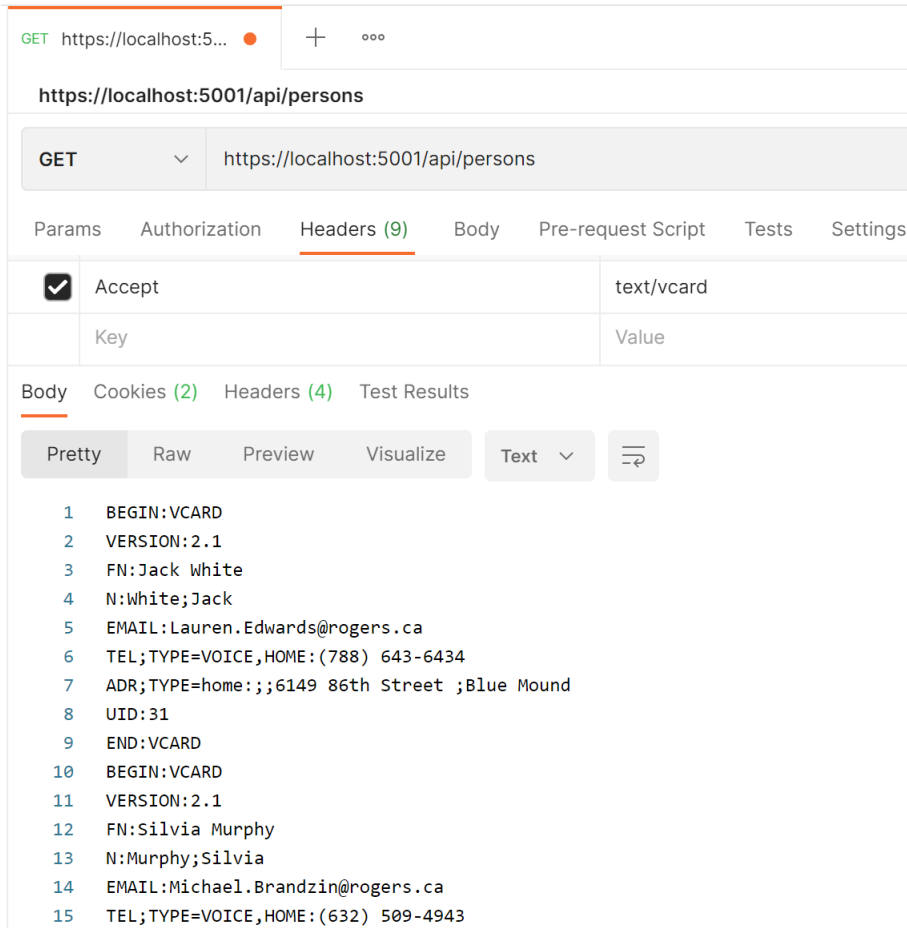 GET https://localhost:5...
https://localhost:5001/api/persons
GET https://localhost:5001/api/persons
Params Authorization Headers (9) Body Pre-request Script Tests Settings
Accept text/vcard
Key Value
Body Cookies (2) Headers (4) Test Results
Pretty Raw Preview Visualize Text
1 BEGIN:VCARD
2 VERSION:2.1
3 FN:Jack White
4 N:White;Jack
5 EMAIL:Lauren.Edwards@rogers.ca
6 TEL;TYPE=VOICE,HOME:(788) 643-6434
7 ADR;TYPE=home:;;6149 86th Street ;Blue Mound
8 UID:31
9 END:VCARD
10 BEGIN:VCARD
11 VERSION:2.1
12 FN:Silvia Murphy
13 N:Murphy;Silvia
14 EMAIL:Michael.Brandzin@rogers.ca
15 TEL;TYPE=VOICE,HOME:(632) 509-4943